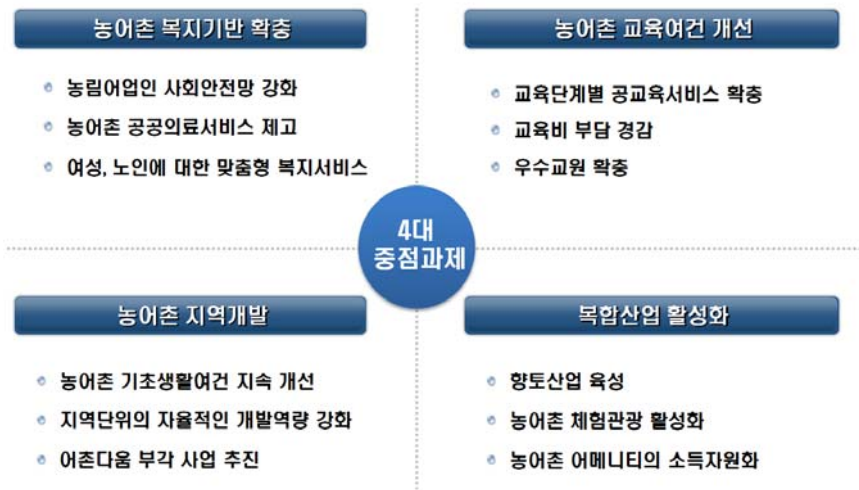 농어촌 복지기반 확충
농림어업인 사회안전망 강화
농어촌 공공의료서비스 제고
여성, 노인에 대한 맞춤형 복지서비스
농어촌 교육여건 개선
교육단계별 공교육서비스 확충
교육비 부담 경감
우수교원 확충
4대
중점과제
농어촌 지역개발
농어촌 기초생활여건 지속 개선
지역단위의 자율적인 개발역량 강화
어촌다움 부각 사업 추진
복합산업 활성화
향토산업 육성
농어촌 체험관광 활성화
농어촌 어메니티의 소득자원화